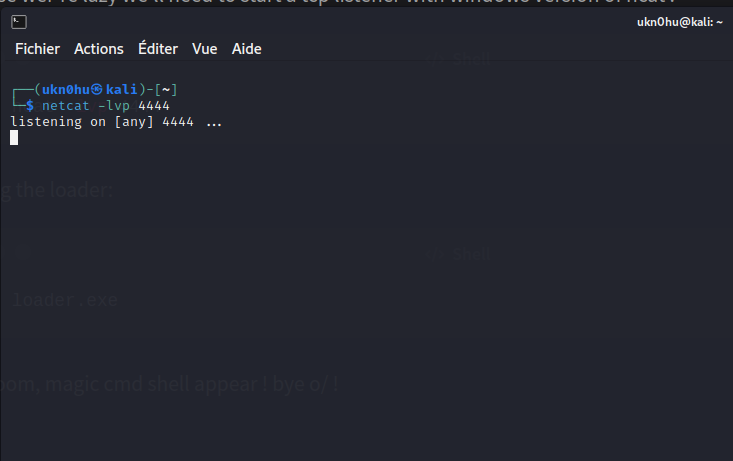 ukn0hu@kali: ~
Fichier Actions Éditer Vue Aide
┌──(ukn0hu㉿kali)-[~]
└─$ netcat -lvp 4444
listening on [any] 4444 ...
g the loader:
loader.exe
oom, magic cmd shell appear ! bye o/ !